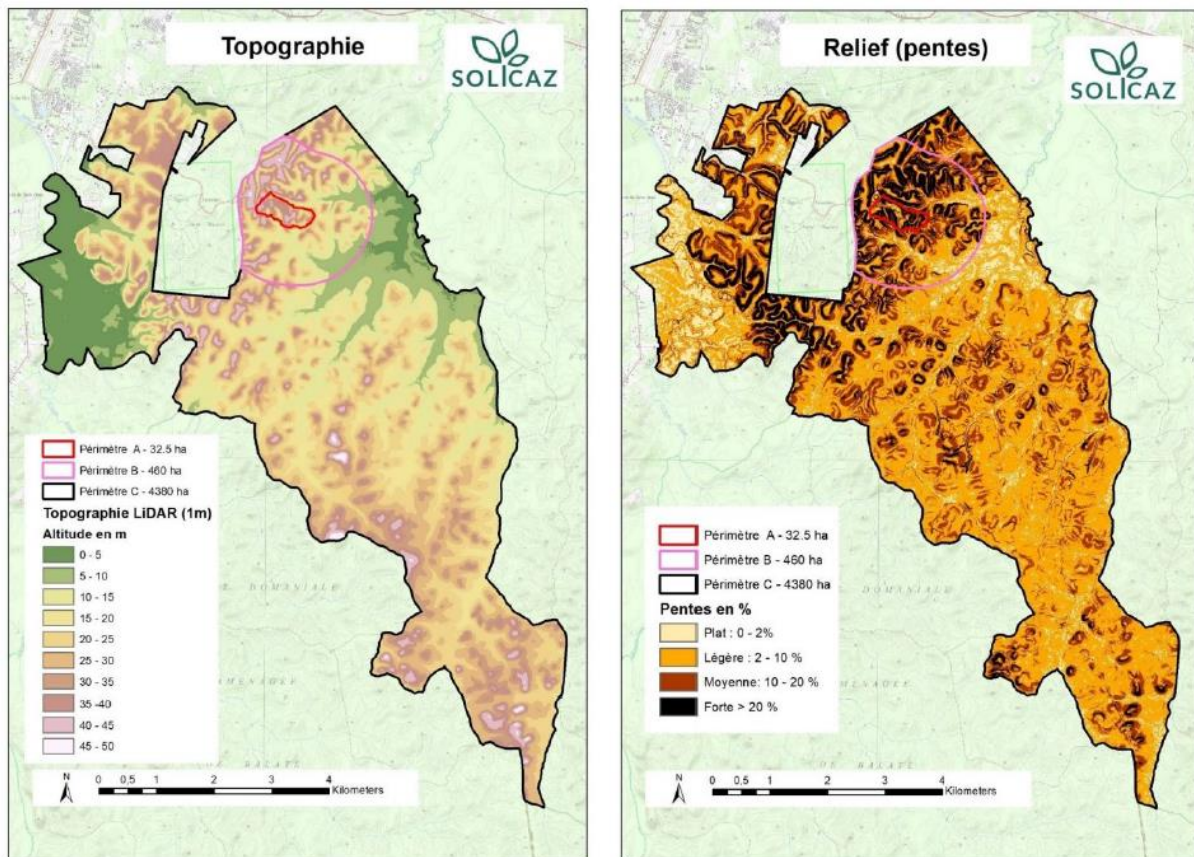 Topographie
SOLICAZ
Périmètre A - 32.5 ha
Périmètre B - 460 ha
Périmètre C - 4380 ha
Topographie LiDAR (1m)
Altitude en m
0 - 5
5 - 10
10 - 15
15 - 20
20 - 25
25 - 30
30 - 35
35 -40
40 - 45
45 - 50
DOMANIALE
N
0 0,5 1 2 3 4
Kilometers
Relief (pentes)
SOLICAZ
Périmètre A - 32.5 ha
Périmètre B - 460 ha
Périmètre C - 4380 ha
Pentes en %
Plat : 0 - 2%
Légère : 2 - 10 %
Moyenne: 10 - 20 %
Forte > 20 %
DOMANIALE
N
0 0,5 1 2 3 4
Kilometers